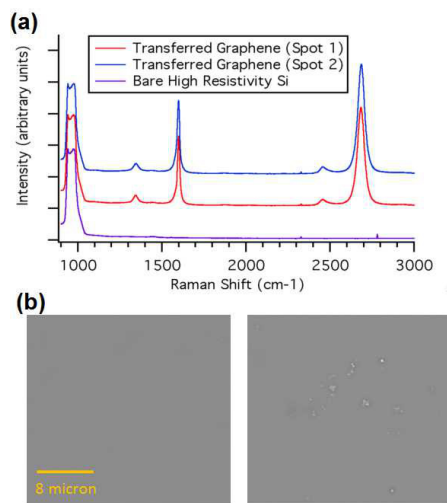 (a)
Transferred Graphene (Spot 1)
Transferred Graphene (Spot 2)
Bare High Resistivity Si
Intensity (arbitrary units)
1000 1500 2000 2500 3000
Raman Shift (cm-1)
(b)
8 micron